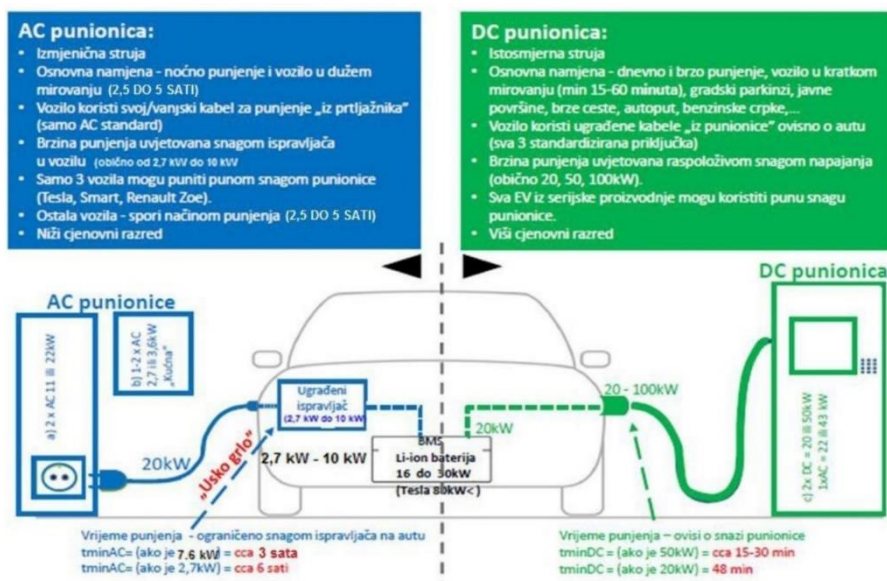 AC punionica:
• Izmjenična struja
• Osnovna namjena - noćno punjenje i vozilo u dužem
mirovanju (2,5 DO 5 SATI)
• Vozilo koristi svoj/vanjski kabel za punjenje „iz prtljažnika"
(samo AC standard)
• Brzina punjenja uvjetovana snagom ispravljača
u vozilu (obično od 2,7 kW do 10 kW
• Samo 3 vozila mogu puniti punom snagom punionice
(Tesla, Smart, Renault Zoe).
• Ostala vozila - spori načinom punjenja (2,5 DO 5 SATI)
• Niži cjenovni razred
DC punionica:
• Istosmjerna struja
• Osnovna namjena - dnevno i brzo punjenje, vozilo u kratkom
mirovanju (min 15-60 minuta), gradski parkinzi, javne
površine, brze ceste, autoput, benzinske crpke,...
• Vozilo koristi ugrađene kabele „iz punionice" ovisno o autu
(sva 3 standardizirana priključka)
• Brzina punjenja uvjetovana raspoloživom snagom napajanja
(obično 20, 50, 100kW).
• Sva EV iz serijske proizvodnje mogu koristiti punu snagu
punionice.
• Viši cjenovni razred
AC punionice
a) 2 x AC 11 ili 22kW
b) 1-2 x AC
2,7 ili 3,6kW
„Kućna"
20kW
„Usko grlo"
Ugrađeni
ispravljač
(2,7 kW do 10 kW)
2,7 kW - 10 kW
BMS
Li-ion baterija
16 do 30kW
(Tesla 80kW< )
20kW
20 - 100kW
DC punionica
c) 2x DC = 20 ili 50kW
1xAC = 22 ili 43 kW
Vrijeme punjenja - ograničeno snagom ispravljača na autu
tminAC= (ako je 7.6 kW) = cca 3 sata
tminAC= (ako je 2,7kW) = cca 6 sati
Vrijeme punjenja – ovisi o snazi punionice
tminDC = (ako je 50kW) = cca 15-30 min
tminDC = (ako je 20kW) = 48 min